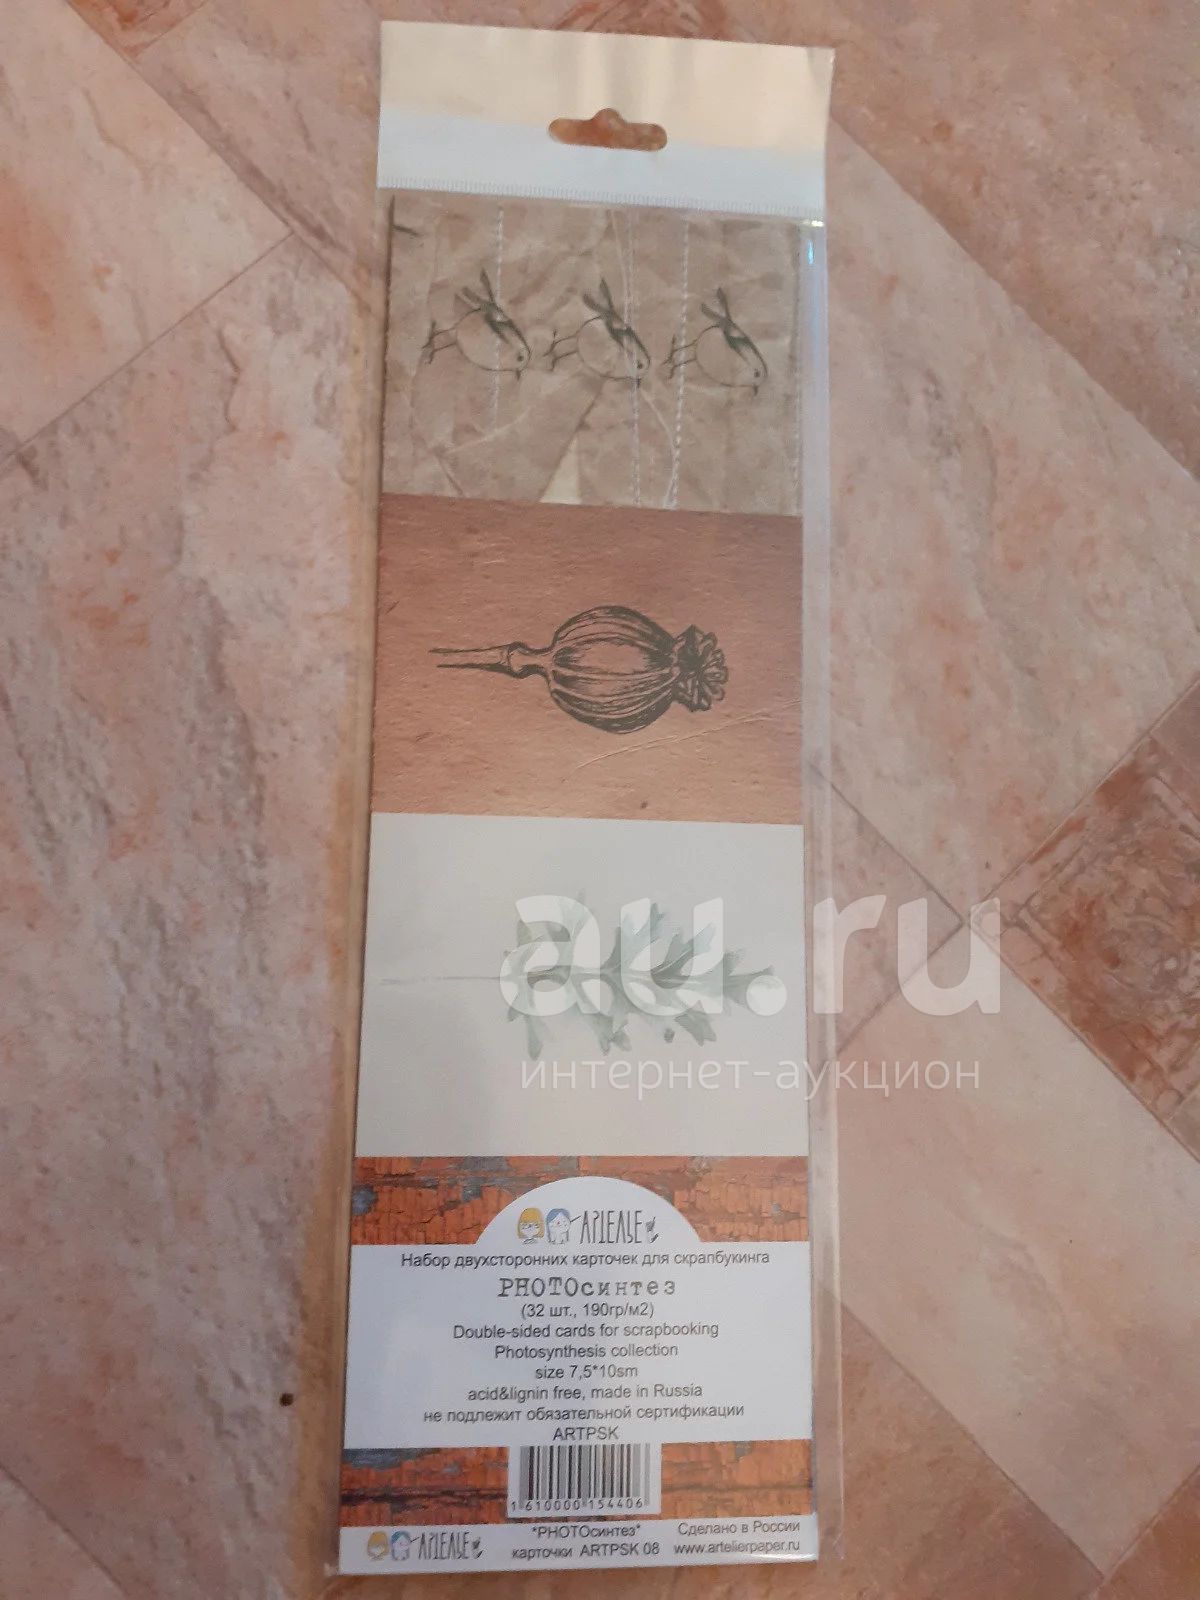 au.ru
интернет-аукцион
АРТЕЛЬЕ
Набор двухсторонних карточек для скрапбукинга
PHOTOсинтез
(32 шт., 190гр/м2)
Double-sided cards for scrapbooking
Photosynthesis collection
size 7,5*10sm
acid&lignin free, made in Russia
не подлежит обязательной сертификации
ARTPSK
1 610000 154406
АРТЕЛЬЕ
"PHOTOсинтез"
карточки ARTPSK 08
Сделано в России
www.artelierpaper.ru